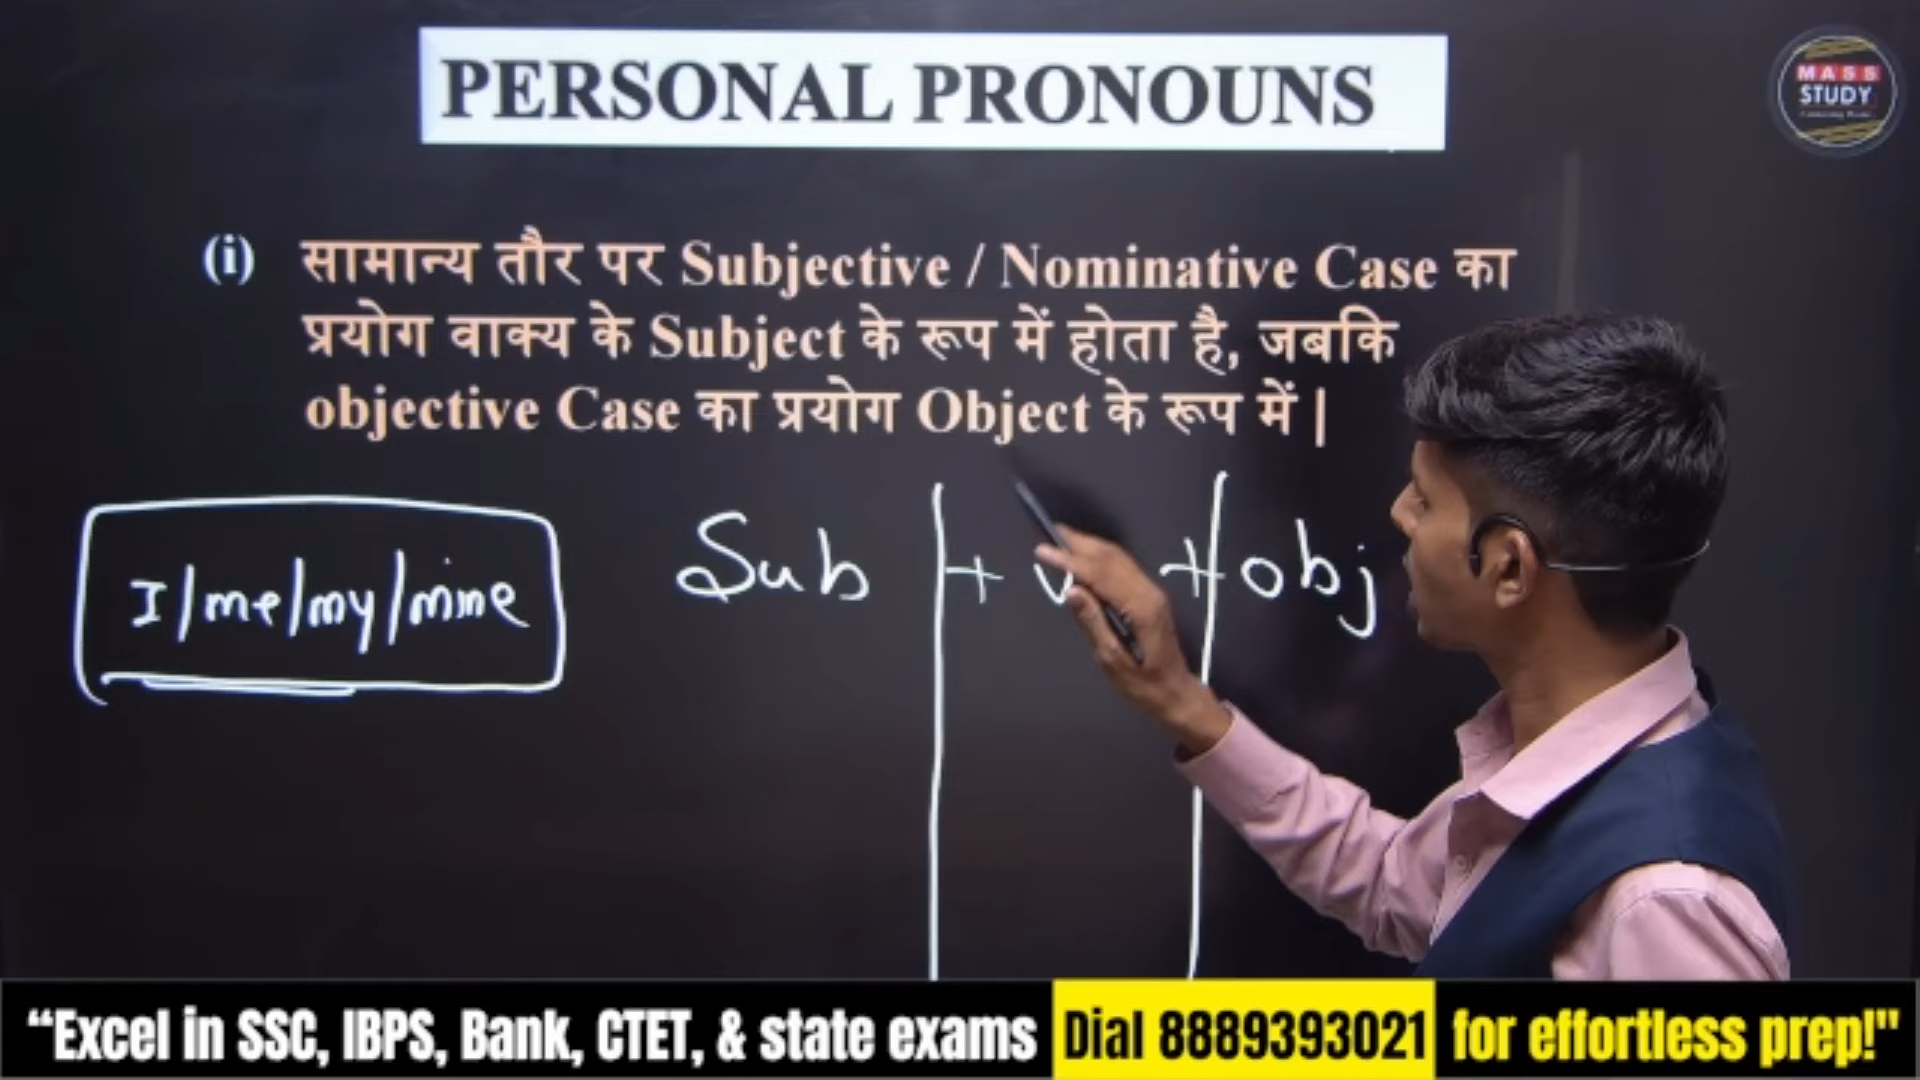 PERSONAL PRONOUNS
MASS
STUDY
(i) सामान्य तौर पर Subjective / Nominative Case का
प्रयोग वाक्य के Subject के रूप में होता है, जबकि
objective Case का प्रयोग Object के रूप में |
I/me/my/mine
Sub + v + obj
“Excel in SSC, IBPS, Bank, CTET, & state exams Dial 8889393021 for effortless prep!"